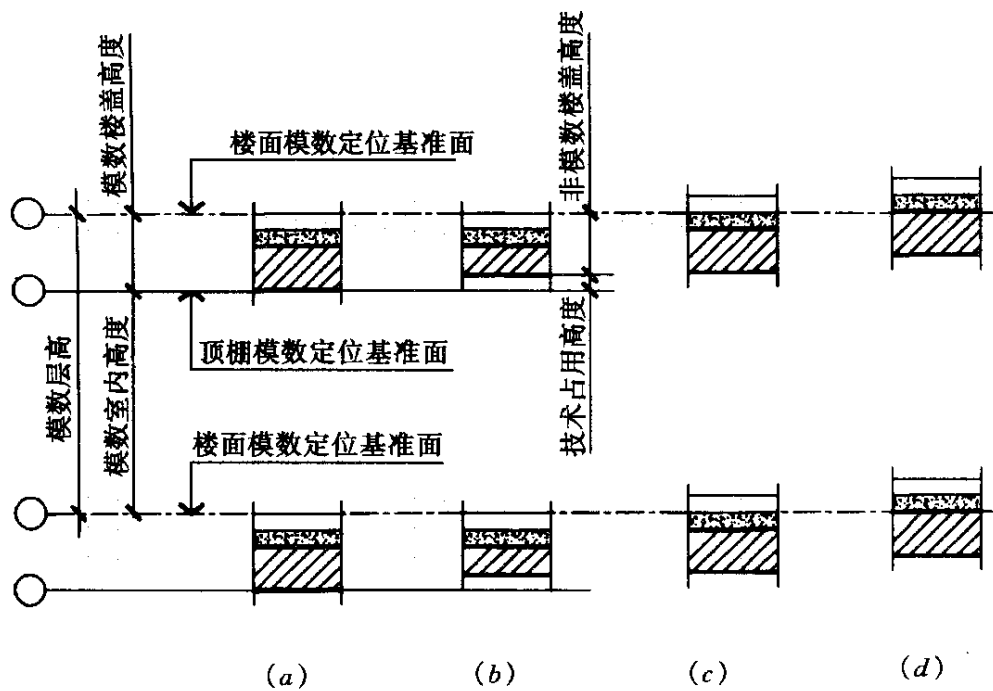 模数楼盖高度
楼面模数定位基准面
非模数楼盖高度
模数层高
模数室内高度
顶棚模数定位基准面
技术占用高度
楼面模数定位基准面
(a)
(b)
(c)
(d)